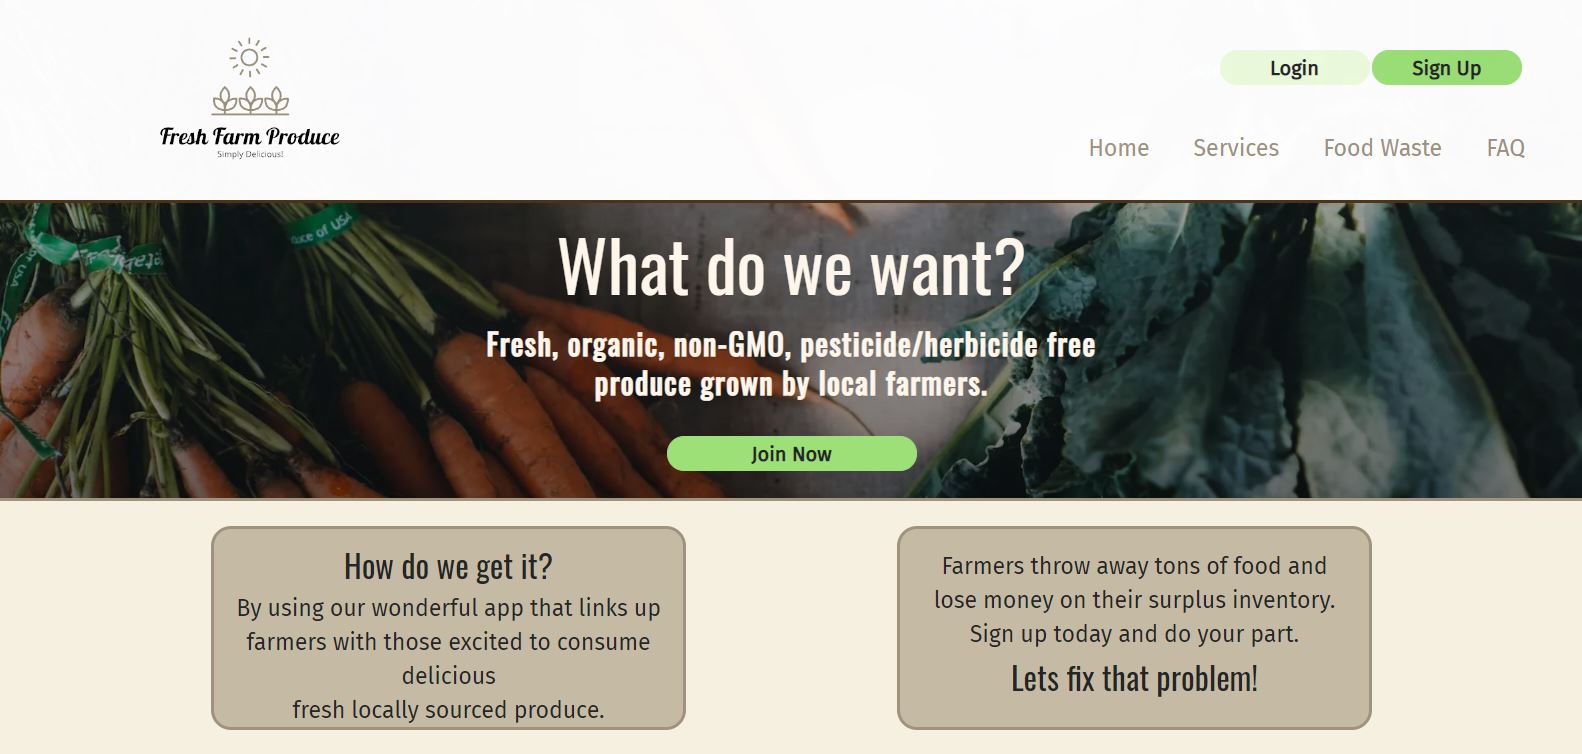 Fresh Farm Produce
Simply Delicious!
Login
Sign Up
Home
Services
Food Waste
FAQ
of USA
What do we want?
Fresh, organic, non-GMO, pesticide/herbicide free
produce grown by local farmers.
Join Now
How do we get it?
By using our wonderful app that links up
farmers with those excited to consume
delicious
fresh locally sourced produce.
Farmers throw away tons of food and
lose money on their surplus inventory.
Sign up today and do your part.
Lets fix that problem!